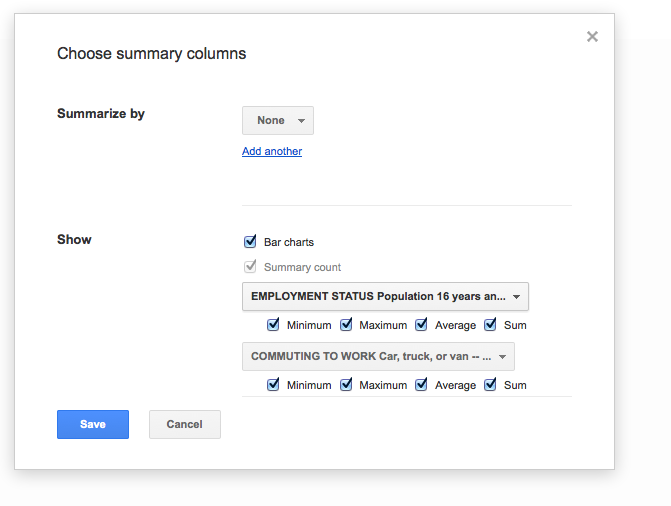 Choose summary columns
Summarize by
None
Add another
Show
Bar charts
Summary count
EMPLOYMENT STATUS Population 16 years an...
Minimum Maximum Average Sum
COMMUTING TO WORK Car, truck, or van -- ...
Minimum Maximum Average Sum
Save Cancel